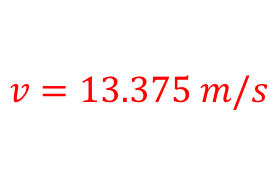 v = 13.375 m/s